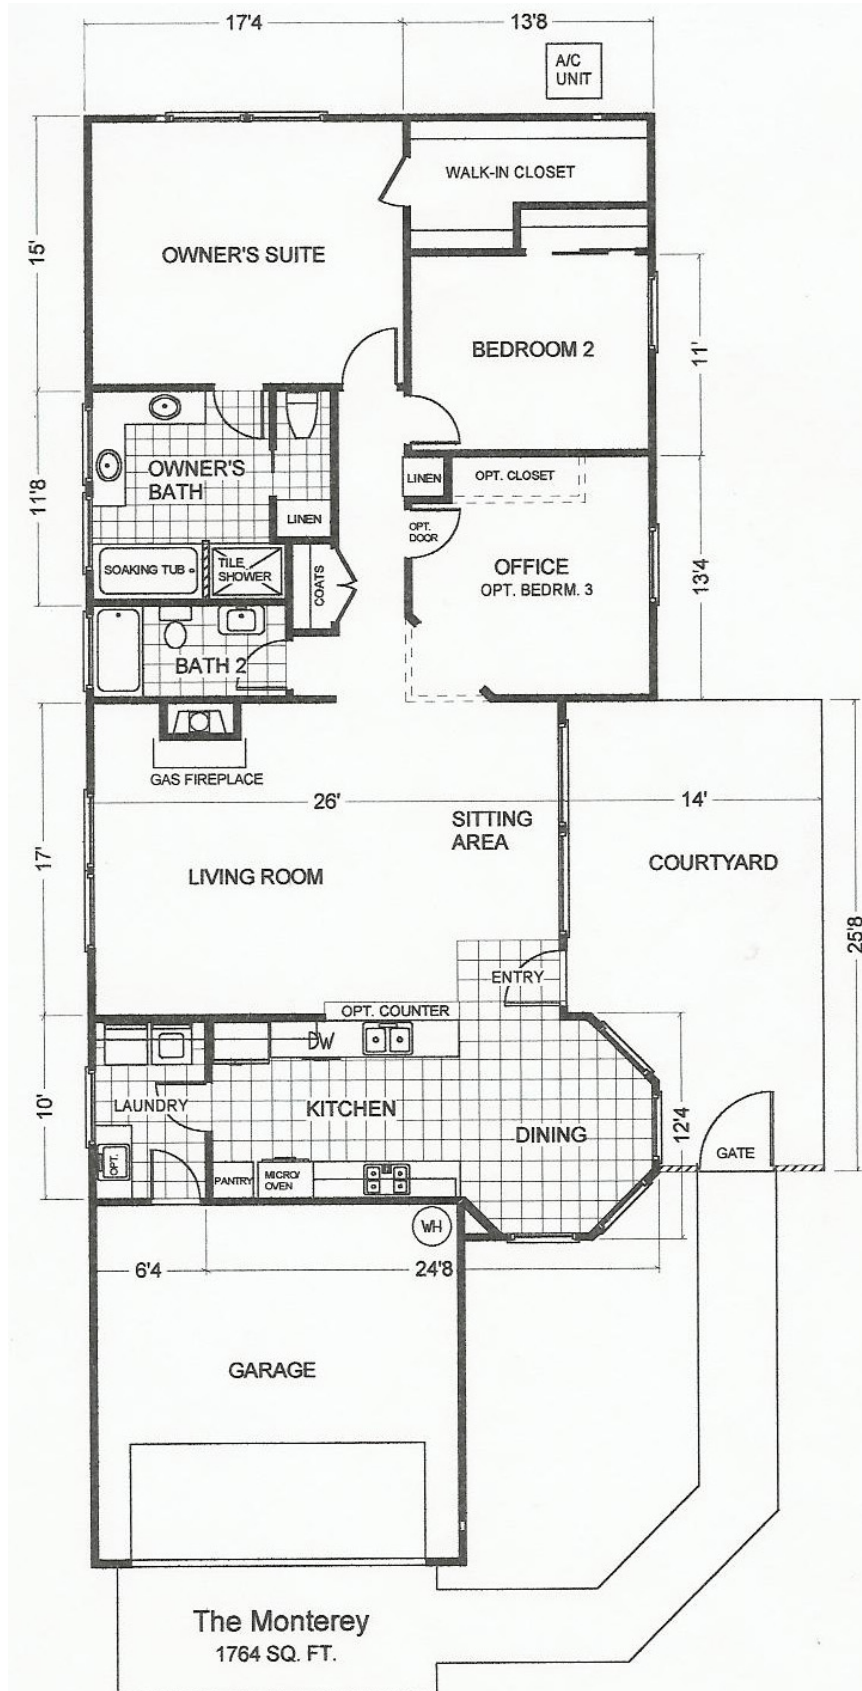 17'4
13'8
A/C
UNIT
WALK-IN CLOSET
15'
OWNER'S SUITE
BEDROOM 2
11'
OWNER'S
BATH
11'8
LINEN
LINEN
OPT. CLOSET
OPT.
DOOR
OFFICE
OPT. BEDRM. 3
13'4
SOAKING TUB
TILE
SHOWER
COATS
BATH 2
GAS FIREPLACE
26'
14'
SITTING
AREA
COURTYARD
17'
LIVING ROOM
25'8
ENTRY
OPT. COUNTER
DW
10'
LAUNDRY
KITCHEN
DINING
12'4
GATE
OPT.
PANTRY
MICRO/
OVEN
WH
6'4
24'8
GARAGE
The Monterey
1764 SQ. FT.